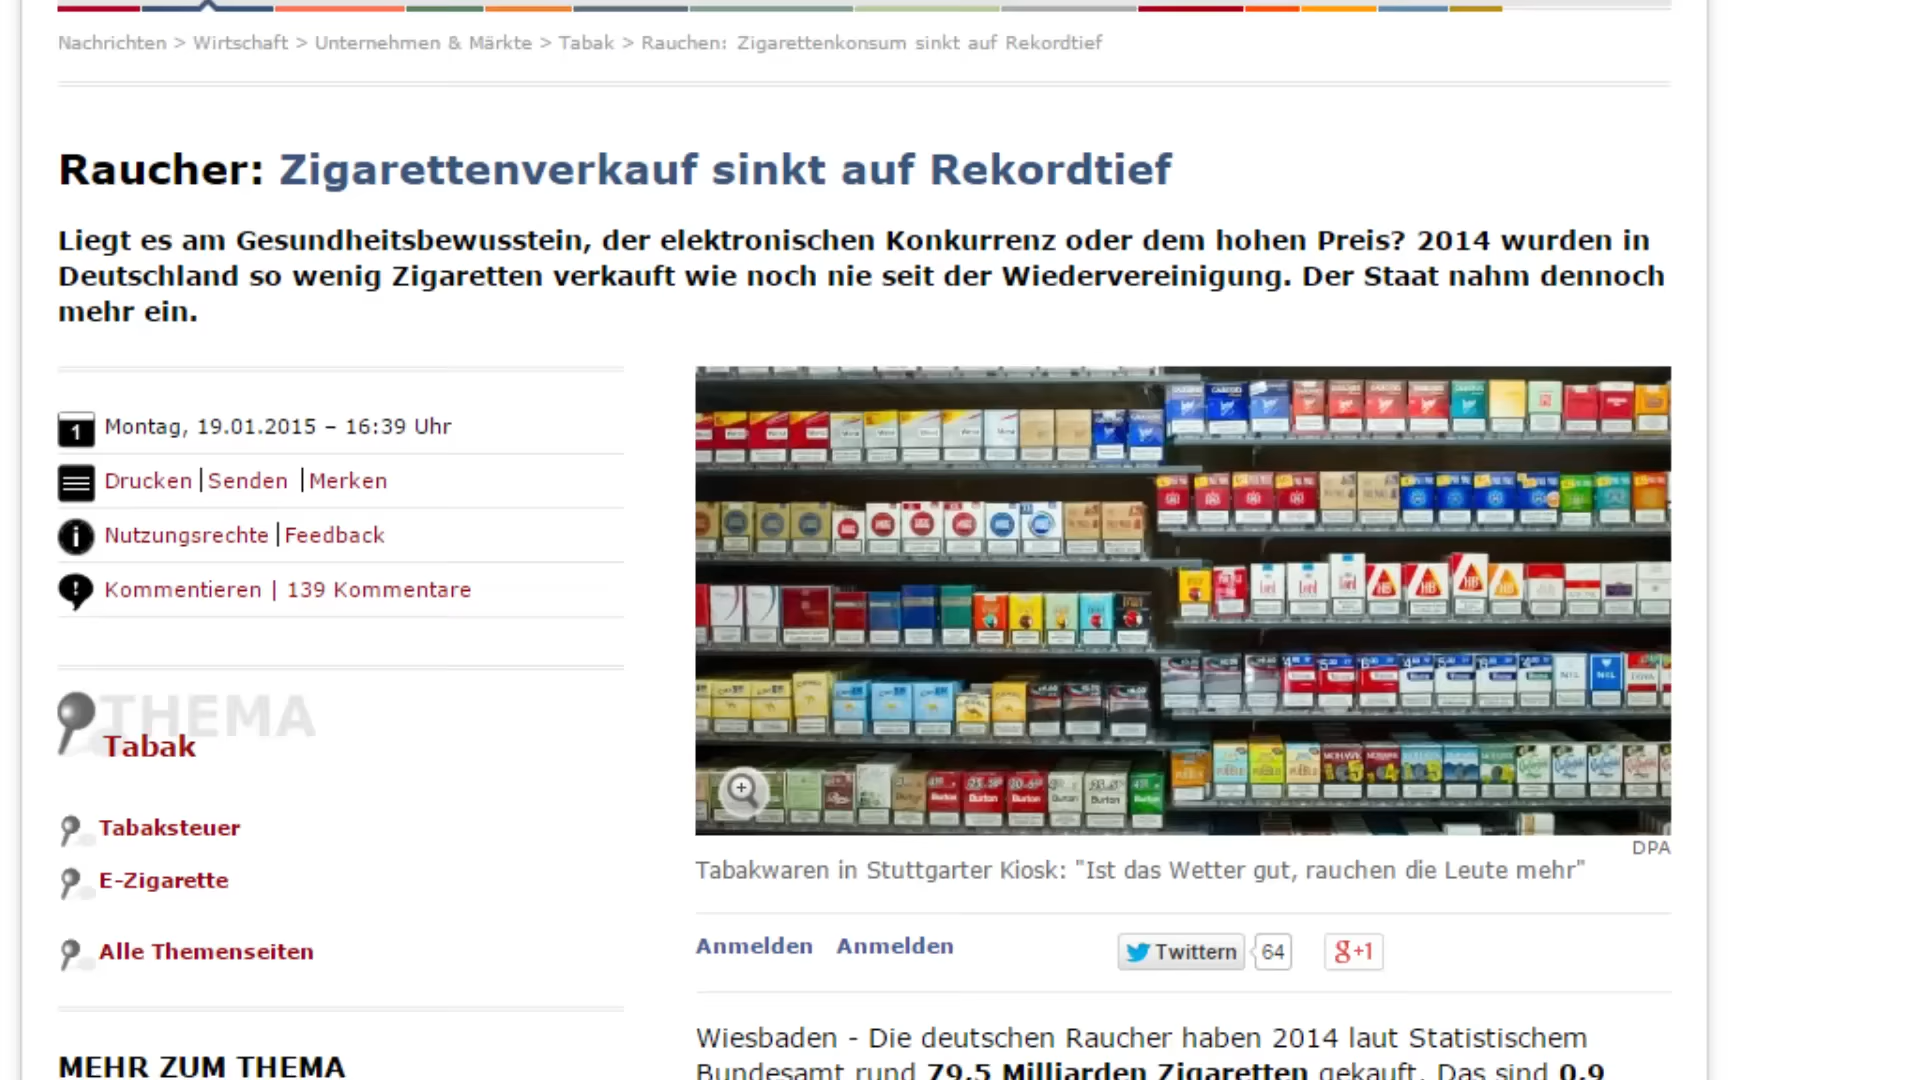 Nachrichten > Wirtschaft > Unternehmen & Märkte > Tabak > Rauchen: Zigarettenkonsum sinkt auf Rekordtief
Raucher: Zigarettenverkauf sinkt auf Rekordtief
Liegt es am Gesundheitsbewusstein, der elektronischen Konkurrenz oder dem hohen Preis? 2014 wurden in
Deutschland so wenig Zigaretten verkauft wie noch nie seit der Wiedervereinigung. Der Staat nahm dennoch
mehr ein.
1 Montag, 19.01.2015 – 16:39 Uhr
Drucken | Senden | Merken
Nutzungsrechte | Feedback
Kommentieren | 139 Kommentare
THEMA
Tabak
Tabaksteuer
E-Zigarette
Alle Themenseiten
MEHR ZUM THEMA
DPA
Tabakwaren in Stuttgarter Kiosk: "Ist das Wetter gut, rauchen die Leute mehr"
Anmelden Anmelden Twittern 64 g+1
Wiesbaden - Die deutschen Raucher haben 2014 laut Statistischem
Bundesamt rund 79,5 Milliarden Zigaretten gekauft. Das sind 0,9